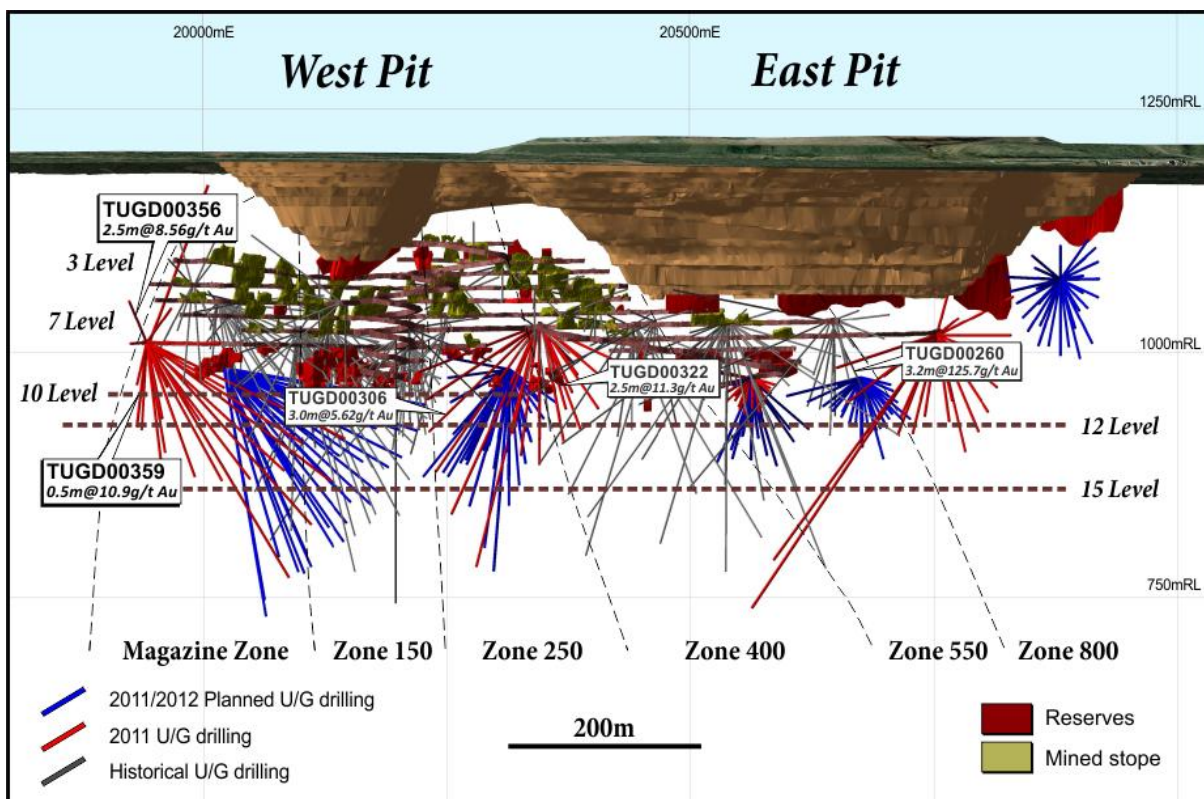 20000mE
20500mE
West Pit
East Pit
1250mRL
TUGD00356
2.5m@8.56g/t Au
3 Level
7 Level
1000mRL
TUGD00260
3.2m@125.7g/t Au
TUGD00322
2.5m@11.3g/t Au
10 Level
TUGD00306
3.0m@5.62g/t Au
12 Level
TUGD00359
0.5m@10.9g/t Au
15 Level
750mRL
Magazine Zone
Zone 150
Zone 250
Zone 400
Zone 550
Zone 800
2011/2012 Planned U/G drilling
2011 U/G drilling
Historical U/G drilling
200m
Reserves
Mined stope